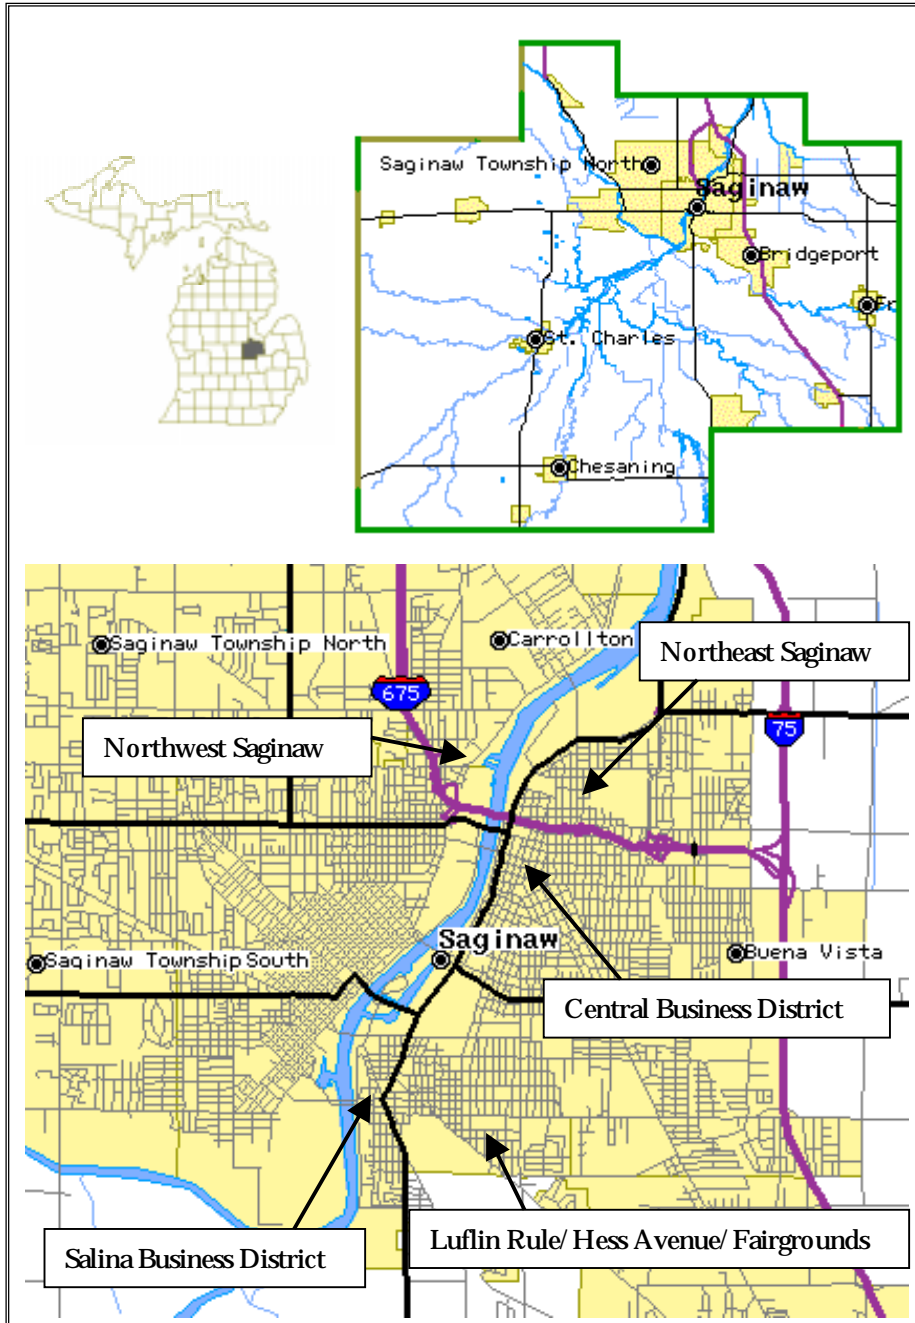 Saginaw Township North
Saginaw
Bridgeport
Fr
St. Charles
Chesaning
Saginaw Township North
Carrollton
Northeast Saginaw
675
75
Northwest Saginaw
Saginaw
Buena Vista
Saginaw Township South
Central Business District
Salina Business District
Luflin Rule/ Hess Avenue/ Fairgrounds